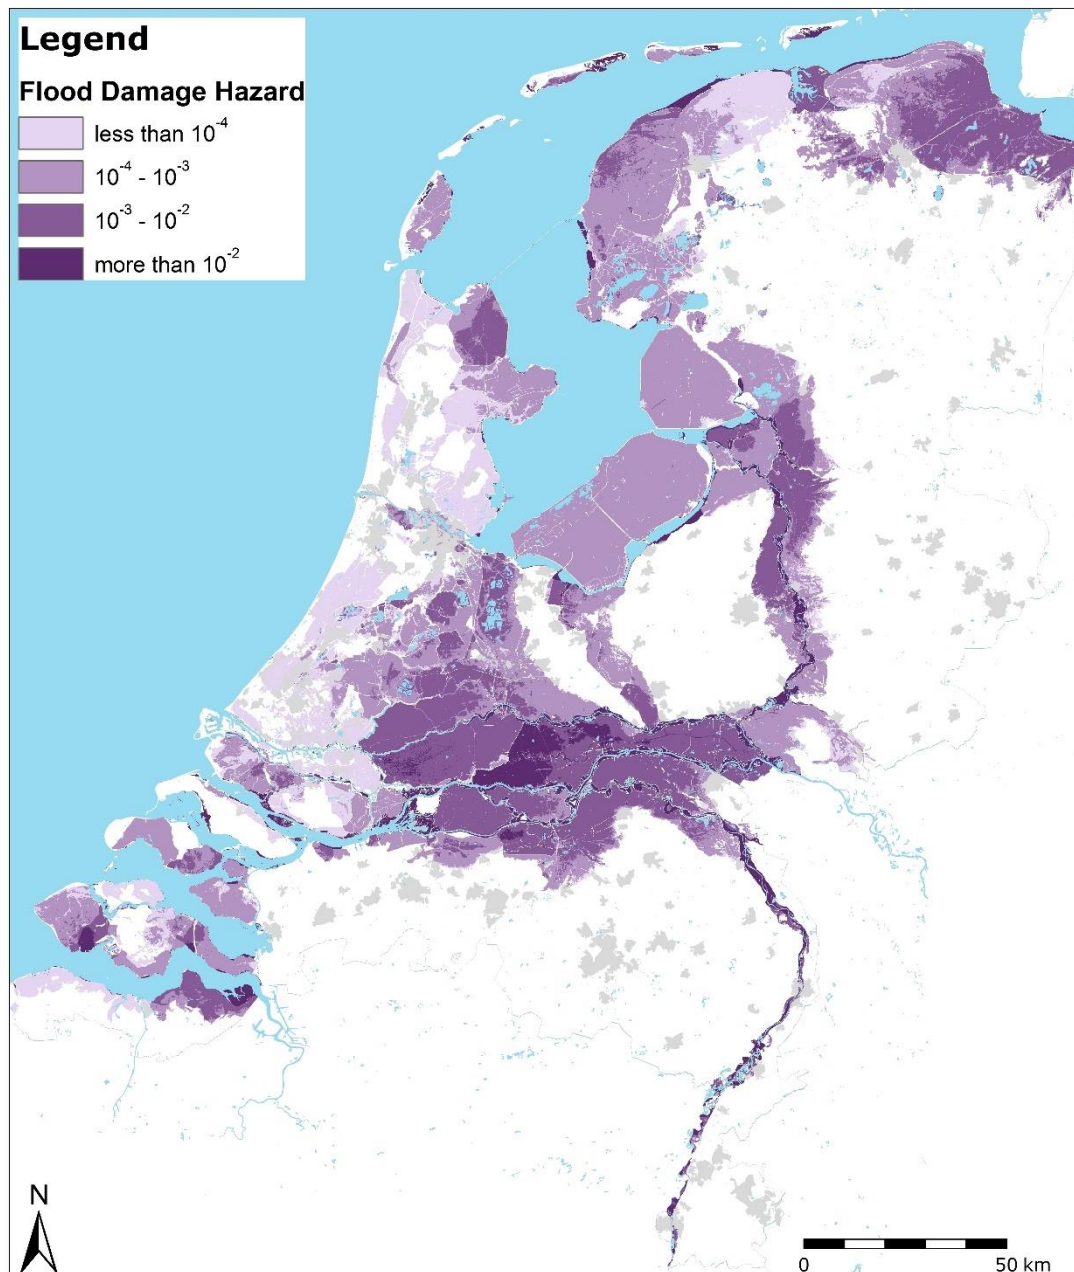 Legend
Flood Damage Hazard
less than 10⁻⁴
10⁻⁴ - 10⁻³
10⁻³ - 10⁻²
more than 10⁻²
N
0 50 km